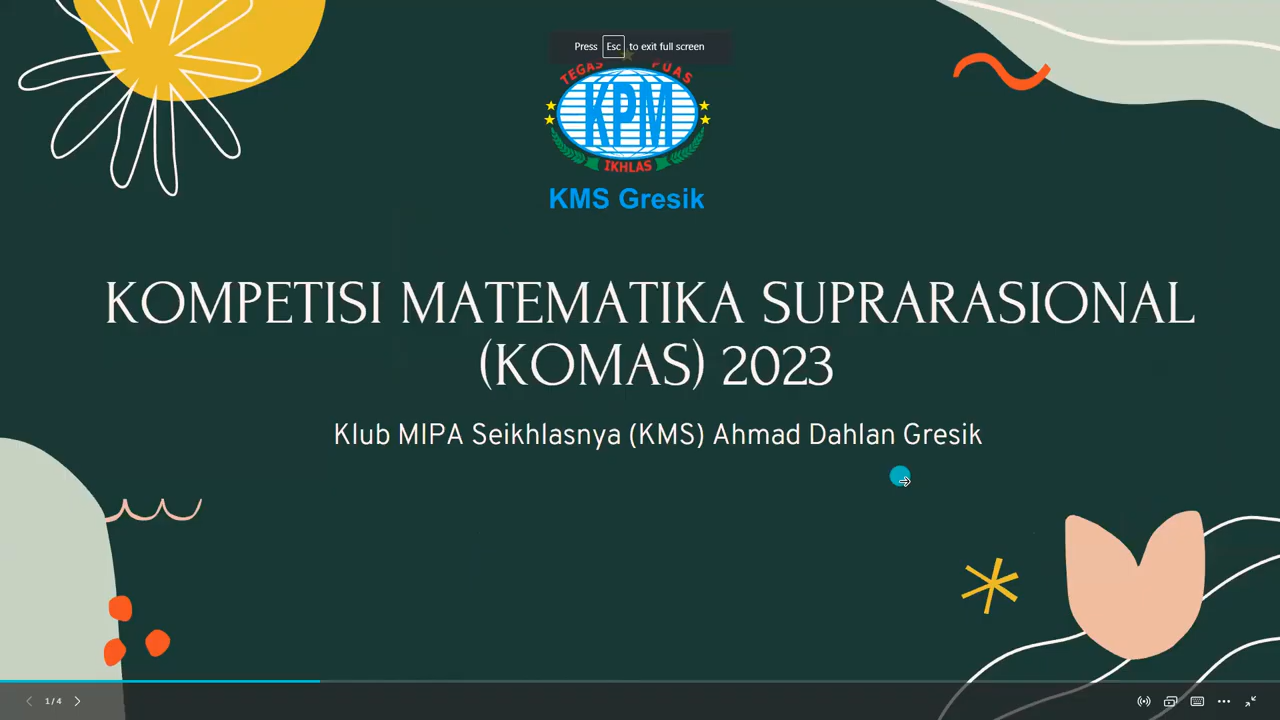 Press Esc to exit full screen
TEGAS PUAS
KPM
IKHLAS
KMS Gresik
KOMPETISI MATEMATIKA SUPRARASIONAL
(KOMAS) 2023
Klub MIPA Seikhlasnya (KMS) Ahmad Dahlan Gresik
1/4